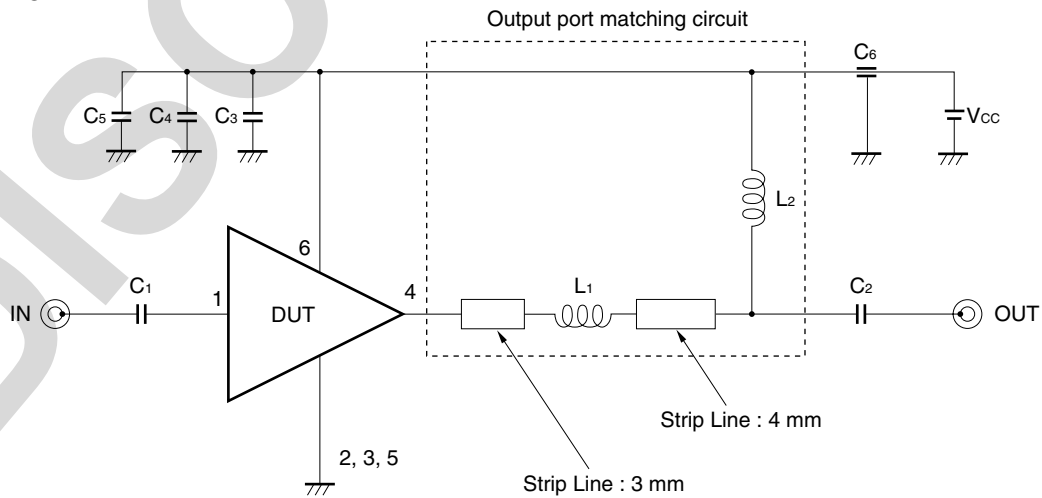 Output port matching circuit
C6
C5
C4
C3
VCC
L2
6
C1
L1
C2
1
4
IN
DUT
OUT
Strip Line : 4 mm
2, 3, 5
Strip Line : 3 mm